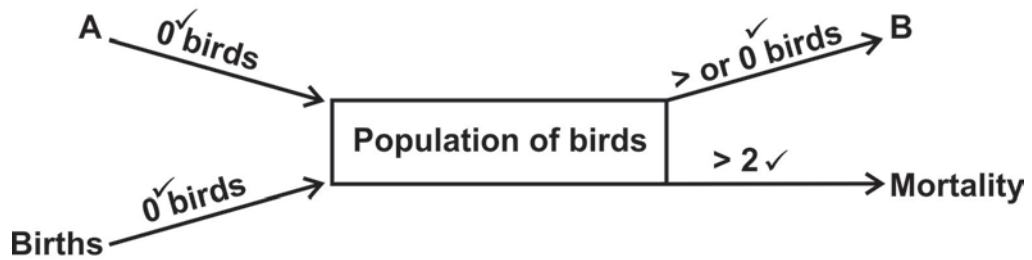 A
0✓birds
✓
> or 0 birds
B
Population of birds
> 2 ✓
Mortality
0✓birds
Births